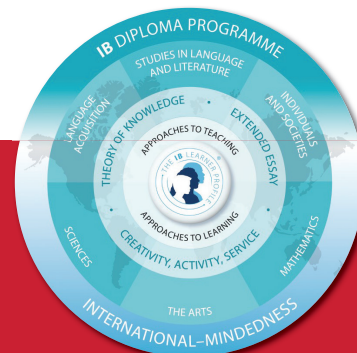 IB DIPLOMA PROGRAMME
STUDIES IN LANGUAGE
AND LITERATURE
LANGUAGE
ACQUISITION
INDIVIDUALS
AND SOCIETIES
THEORY OF KNOWLEDGE
EXTENDED ESSAY
APPROACHES TO TEACHING
THE IB LEARNER PROFILE
APPROACHES TO LEARNING
CREATIVITY, ACTIVITY, SERVICE
SCIENCES
MATHEMATICS
THE ARTS
INTERNATIONAL–MINDEDNESS